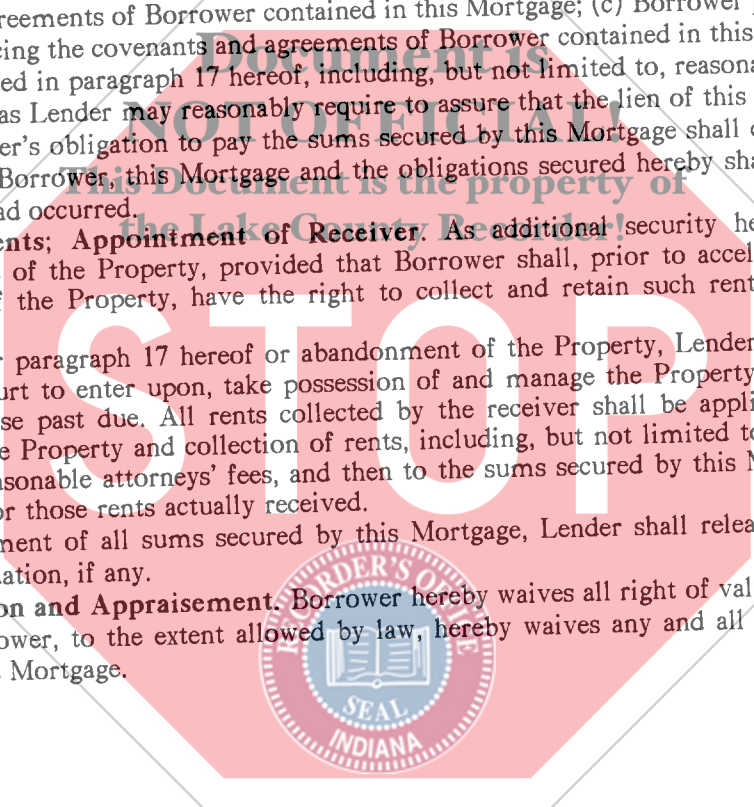 reements of Borrower contained in this Mortgage; (c) Borrower
cing the covenants and agreements of Borrower contained in this
ed in paragraph 17 hereof, including, but not limited to, reasona
as Lender may reasonably require to assure that the lien of this
er's obligation to pay the sums secured by this Mortgage shall c
Borrower, this Mortgage and the obligations secured hereby sha
ad occurred.
ents; Appointment of Receiver. As additional security he
of the Property, provided that Borrower shall, prior to accel
f the Property, have the right to collect and retain such rent
r paragraph 17 hereof or abandonment of the Property, Lender
urt to enter upon, take possession of and manage the Property
se past due. All rents collected by the receiver shall be appli
e Property and collection of rents, including, but not limited to
asonable attorneys' fees, and then to the sums secured by this M
or those rents actually received.
ment of all sums secured by this Mortgage, Lender shall relea
ation, if any.
on and Appraisement. Borrower hereby waives all right of val
ower, to the extent allowed by law, hereby waives any and all
Mortgage.
Document is
NOT OFFICIAL!
This Document is the property of
the Lake County Recorder!
STOP
RECORDER'S OFFICE
SEAL
INDIANA